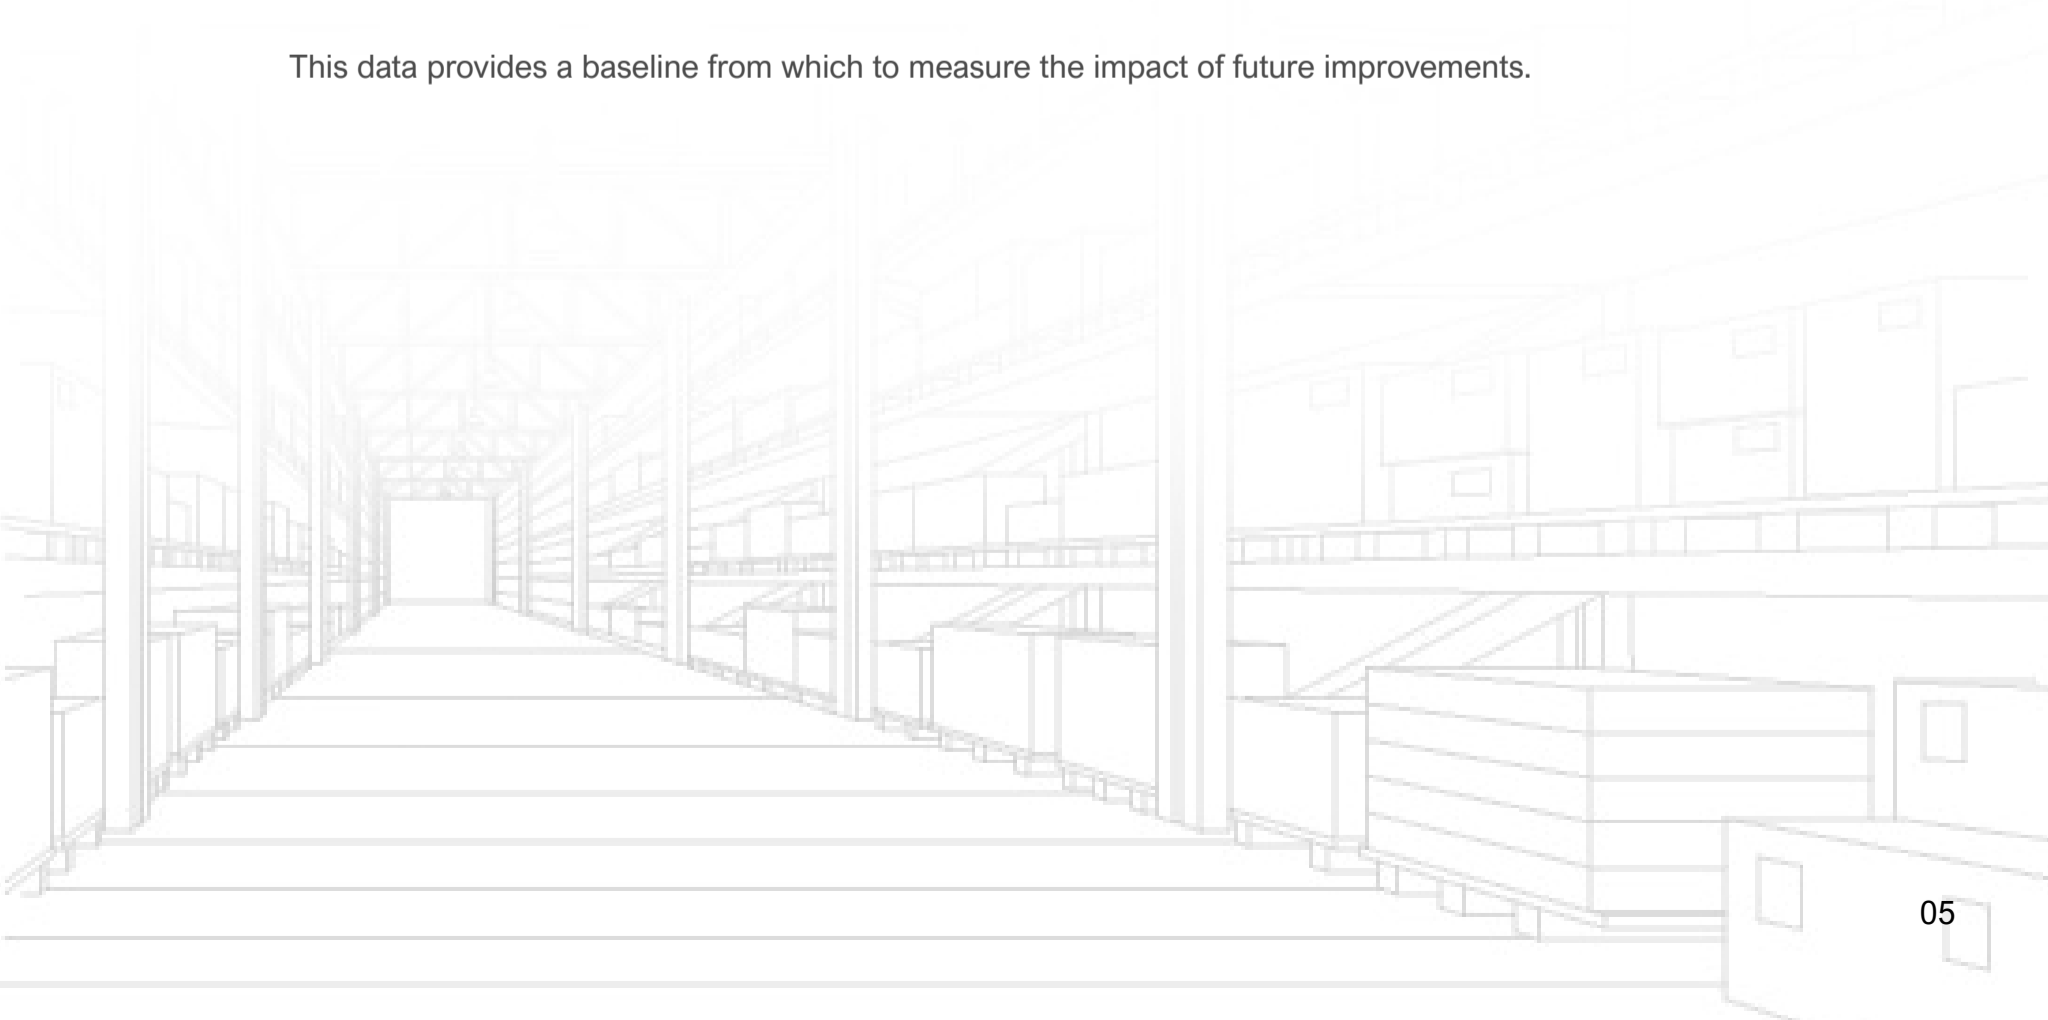 This data provides a baseline from which to measure the impact of future improvements.
05